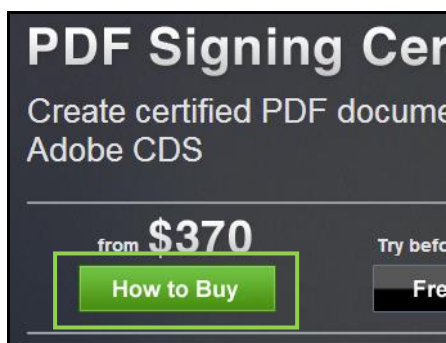 PDF Signing Cer
Create certified PDF docume
Adobe CDS
from $370
Try befo
How to Buy
Fre